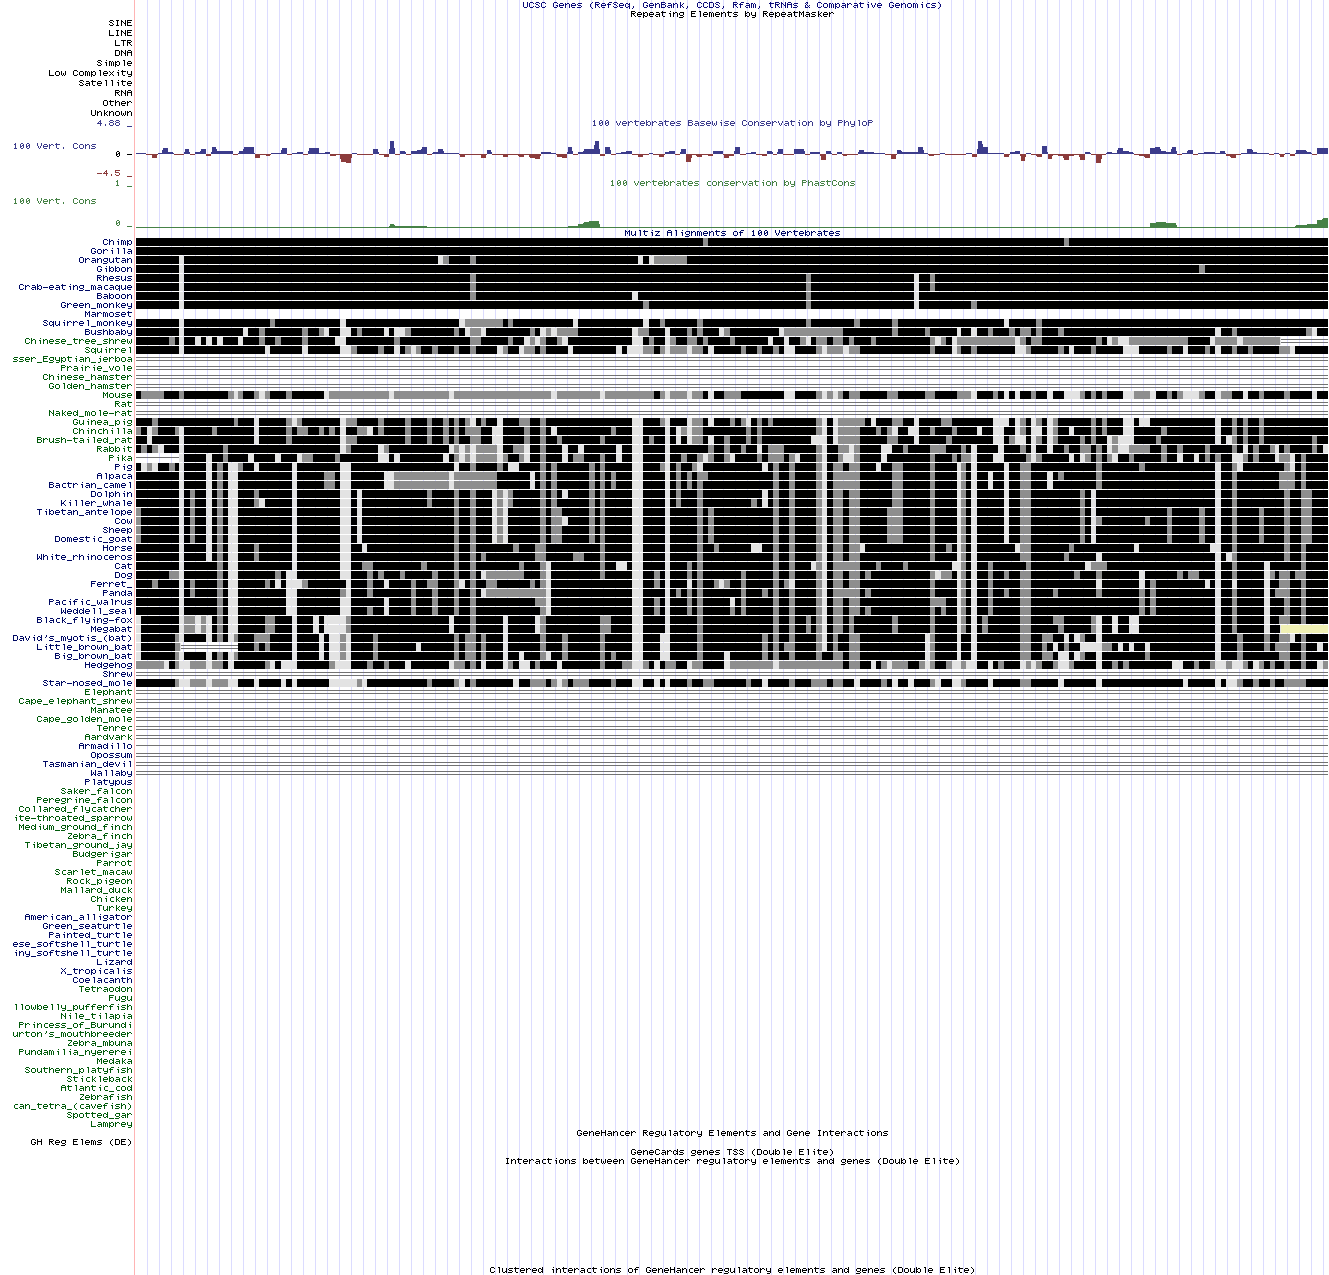 UCSC Genes (RefSeq, GenBank, CCDS, Rfam, tRNAs & Comparative Genomics)
Repeating Elements by RepeatMasker
SINE
LINE
LTR
DNA
Simple
Low Complexity
Satellite
RNA
Other
Unknown
4.88 _
100 vertebrates Basewise Conservation by PhyloP
100 Vert. Cons
0 -
-4.5 _
1 _
100 vertebrates conservation by PhastCons
100 Vert. Cons
0 _
Multiz Alignments of 100 Vertebrates
Chimp
Gorilla
Orangutan
Gibbon
Rhesus
Crab-eating_macaque
Baboon
Green_monkey
Marmoset
Squirrel_monkey
Bushbaby
Chinese_tree_shrew
Squirrel
sser_Egyptian_jerboa
Prairie_vole
Chinese_hamster
Golden_hamster
Mouse
Rat
Naked_mole-rat
Guinea_pig
Chinchilla
Brush-tailed_rat
Rabbit
Pika
Pig
Alpaca
Bactrian_camel
Dolphin
Killer_whale
Tibetan_antelope
Cow
Sheep
Domestic_goat
Horse
White_rhinoceros
Cat
Dog
Ferret_
Panda
Pacific_walrus
Weddell_seal
Black_flying-fox
Megabat
David's_myotis_(bat)
Little_brown_bat
Big_brown_bat
Hedgehog
Shrew
Star-nosed_mole
Elephant
Cape_elephant_shrew
Manatee
Cape_golden_mole
Tenrec
Aardvark
Armadillo
Opossum
Tasmanian_devil
Wallaby
Platypus
Saker_falcon
Peregrine_falcon
Collared_flycatcher
ite-throated_sparrow
Medium_ground_finch
Zebra_finch
Tibetan_ground_jay
Budgerigar
Parrot
Scarlet_macaw
Rock_pigeon
Mallard_duck
Chicken
Turkey
American_alligator
Green_seaturtle
Painted_turtle
ese_softshell_turtle
iny_softshell_turtle
Lizard
X_tropicalis
Coelacanth
Tetraodon
Fugu
llowbelly_pufferfish
Nile_tilapia
Princess_of_Burundi
urton's_mouthbreeder
Zebra_mbuna
Pundamilia_nyererei
Medaka
Southern_platyfish
Stickleback
Atlantic_cod
Zebrafish
can_tetra_(cavefish)
Spotted_gar
Lamprey
GeneHancer Regulatory Elements and Gene Interactions
GH Reg Elems (DE)
GeneCards genes TSS (Double Elite)
Interactions between GeneHancer regulatory elements and genes (Double Elite)
Clustered interactions of GeneHancer regulatory elements and genes (Double Elite)